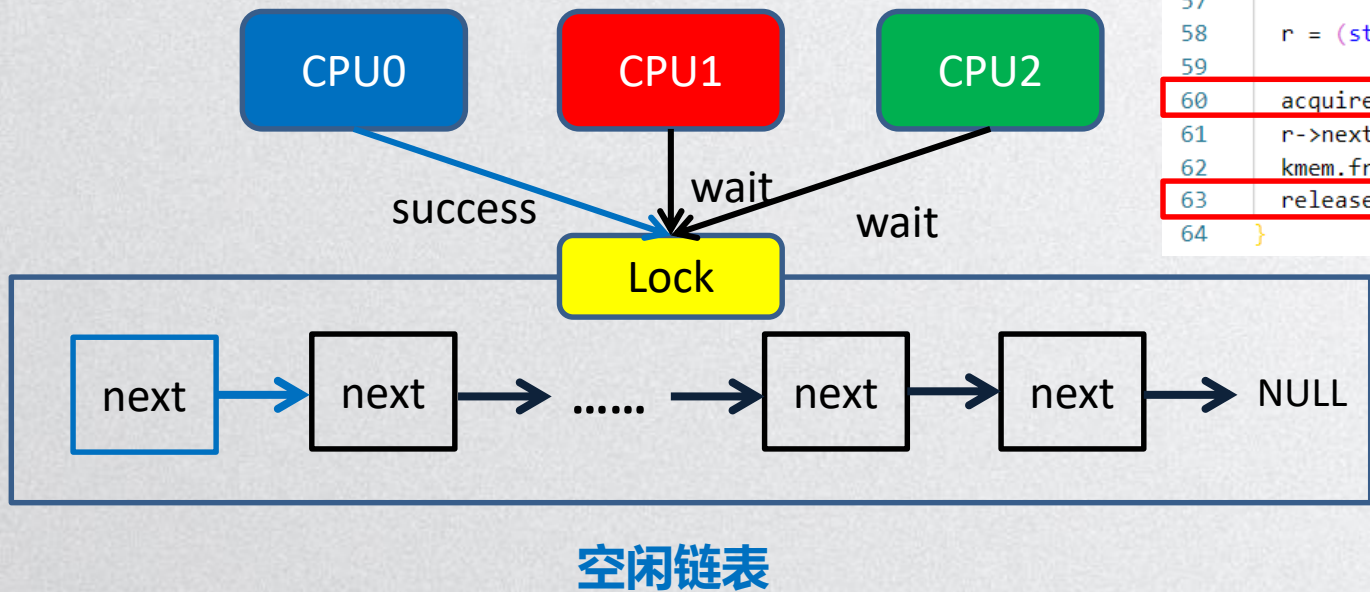 CPU0
CPU1
CPU2
success
wait
wait
Lock
next
next
......
next
next
NULL
空闲链表
57
58 r = (st
59
60 acquire
61 r->next
62 kmem.fr
63 release
64 }